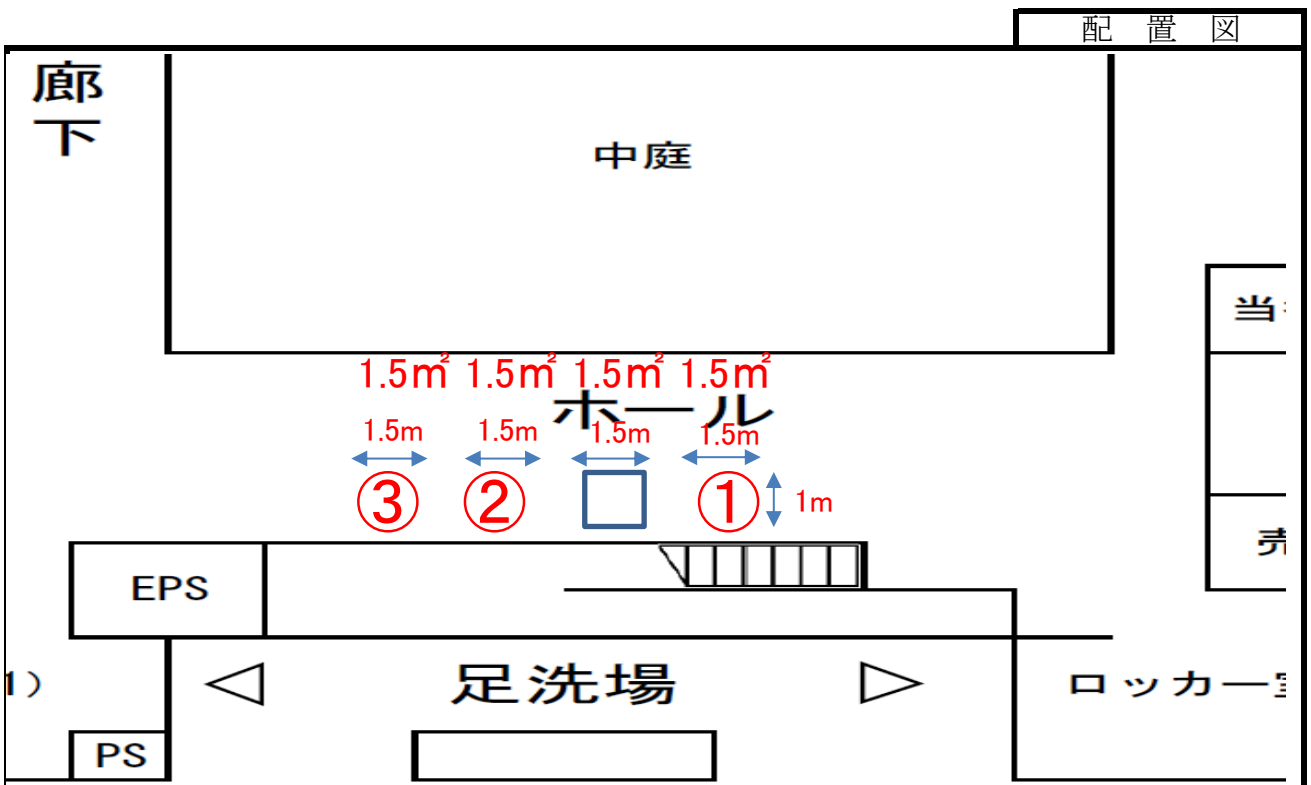 配 置 図
廊
下
中庭
1.5㎡ 1.5㎡ 1.5㎡ 1.5㎡
ホール
1.5m 1.5m 1.5m 1.5m
③ ② ① 1m
当
売
EPS
1)
足洗場
ロッカー
PS